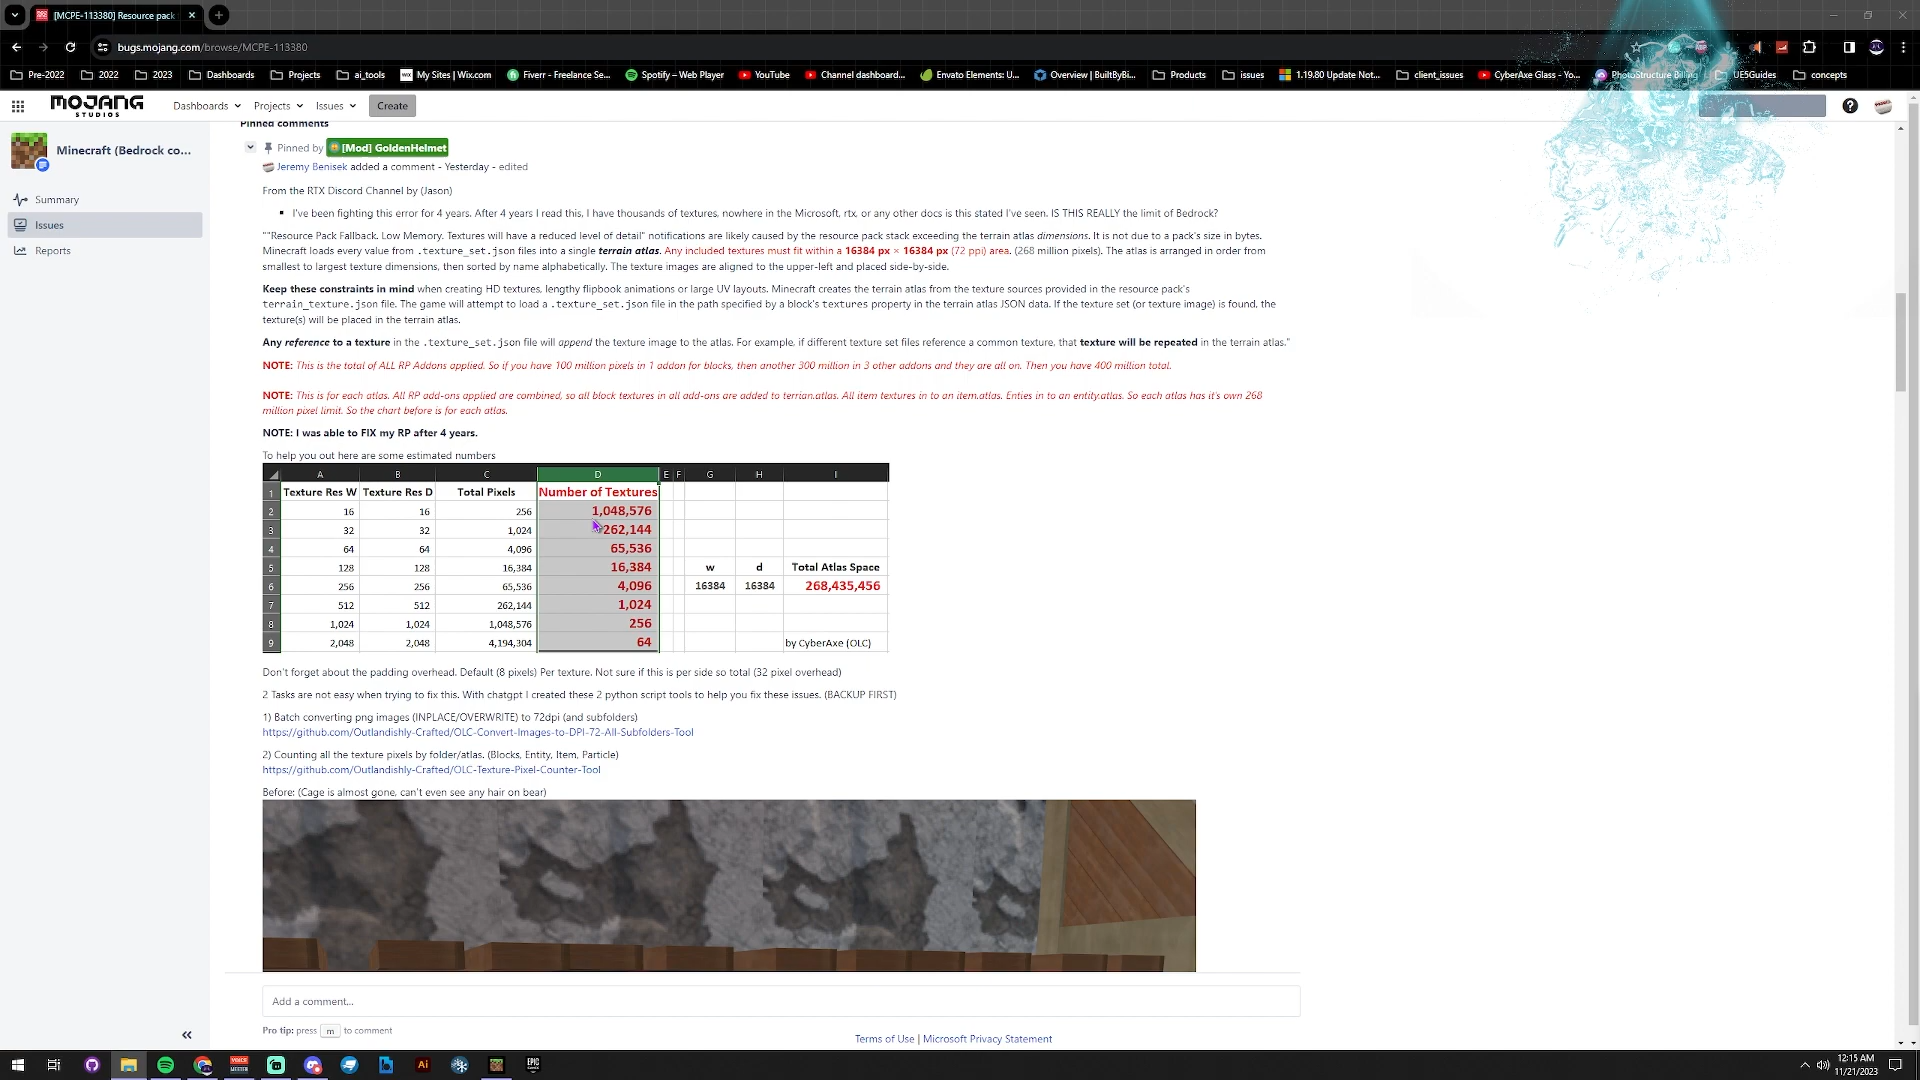 [MCPE-113380] Resource pack
bugs.mojang.com/browse/MCPE-113380
Pre-2022 2022 2023 Dashboards Projects ai_tools My Sites | Wix.com Fiverr - Freelance Se... Spotify – Web Player YouTube Channel dashboard... Envato Elements: U... Overview | BuiltByBi... Products issues 1.19.80 Update Not... client_issues CyberAxe Glass - Yo... PhotoStructure Billing UE5Guides concepts
MOJANG
STUDIOS
Dashboards Projects Issues Create
Minecraft (Bedrock co...
Summary
Issues
Reports
Pinned comments
Pinned by [Mod] GoldenHelmet
Jeremy Benisek added a comment - Yesterday - edited
From the RTX Discord Channel by (Jason)
I've been fighting this error for 4 years. After 4 years I read this, I have thousands of textures, nowhere in the Microsoft, rtx, or any other docs is this stated I've seen. IS THIS REALLY the limit of Bedrock?
""Resource Pack Fallback. Low Memory. Textures will have a reduced level of detail" notifications are likely caused by the resource pack stack exceeding the terrain atlas dimensions. It is not due to a pack's size in bytes.
Minecraft loads every value from .texture_set.json files into a single terrain atlas. Any included textures must fit within a 16384 px × 16384 px (72 ppi) area. (268 million pixels). The atlas is arranged in order from
smallest to largest texture dimensions, then sorted by name alphabetically. The texture images are aligned to the upper-left and placed side-by-side.
Keep these constraints in mind when creating HD textures, lengthy flipbook animations or large UV layouts. Minecraft creates the terrain atlas from the texture sources provided in the resource pack's
terrain_texture.json file. The game will attempt to load a .texture_set.json file in the path specified by a block's textures property in the terrain atlas JSON data. If the texture set (or texture image) is found, the
texture(s) will be placed in the terrain atlas.
Any reference to a texture in the .texture_set.json file will append the texture image to the atlas. For example, if different texture set files reference a common texture, that texture will be repeated in the terrain atlas."
NOTE: This is the total of ALL RP Addons applied. So if you have 100 million pixels in 1 addon for blocks, then another 300 million in 3 other addons and they are all on. Then you have 400 million total.
NOTE: This is for each atlas. All RP add-ons applied are combined, so all block textures in all add-ons are added to terrian.atlas. All item textures in to an item.atlas. Enties in to an entity.atlas. So each atlas has it's own 268
million pixel limit. So the chart before is for each atlas.
NOTE: I was able to FIX my RP after 4 years.
To help you out here are some estimated numbers
A B C D E F G H I
1 Texture Res W Texture Res D Total Pixels Number of Textures
2 16 16 256 1,048,576
3 32 32 1,024 262,144
4 64 64 4,096 65,536
5 128 128 16,384 16,384 w d Total Atlas Space
6 256 256 65,536 4,096 16384 16384 268,435,456
7 512 512 262,144 1,024
8 1,024 1,024 1,048,576 256
9 2,048 2,048 4,194,304 64 by CyberAxe (OLC)
Don't forget about the padding overhead. Default (8 pixels) Per texture. Not sure if this is per side so total (32 pixel overhead)
2 Tasks are not easy when trying to fix this. With chatgpt I created these 2 python script tools to help you fix these issues. (BACKUP FIRST)
1) Batch converting png images (INPLACE/OVERWRITE) to 72dpi (and subfolders)
https://github.com/Outlandishly-Crafted/OLC-Convert-Images-to-DPI-72-All-Subfolders-Tool
2) Counting all the texture pixels by folder/atlas. (Blocks, Entity, Item, Particle)
https://github.com/Outlandishly-Crafted/OLC-Texture-Pixel-Counter-Tool
Before: (Cage is almost gone, can't even see any hair on bear)
Add a comment...
Pro tip: press m to comment
Terms of Use | Microsoft Privacy Statement
Ai
EPIC
12:15 AM
11/21/2023